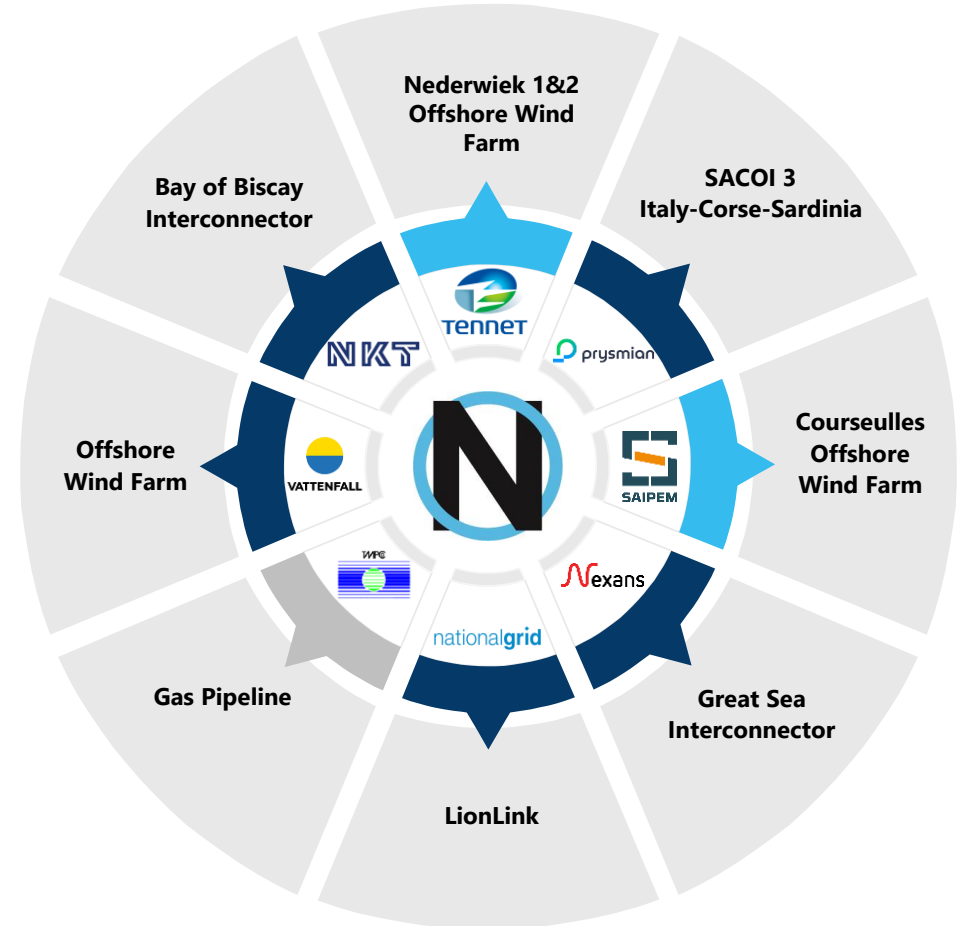 Nederwiek 1&2
Offshore Wind
Farm
SACOI 3
Italy-Corse-Sardinia
Courseulles
Offshore
Wind Farm
Great Sea
Interconnector
LionLink
Gas Pipeline
Offshore
Wind Farm
Bay of Biscay
Interconnector
TENNET
prysmian
SAIPEM
Nexans
nationalgrid
VATTENFALL
NKT
N